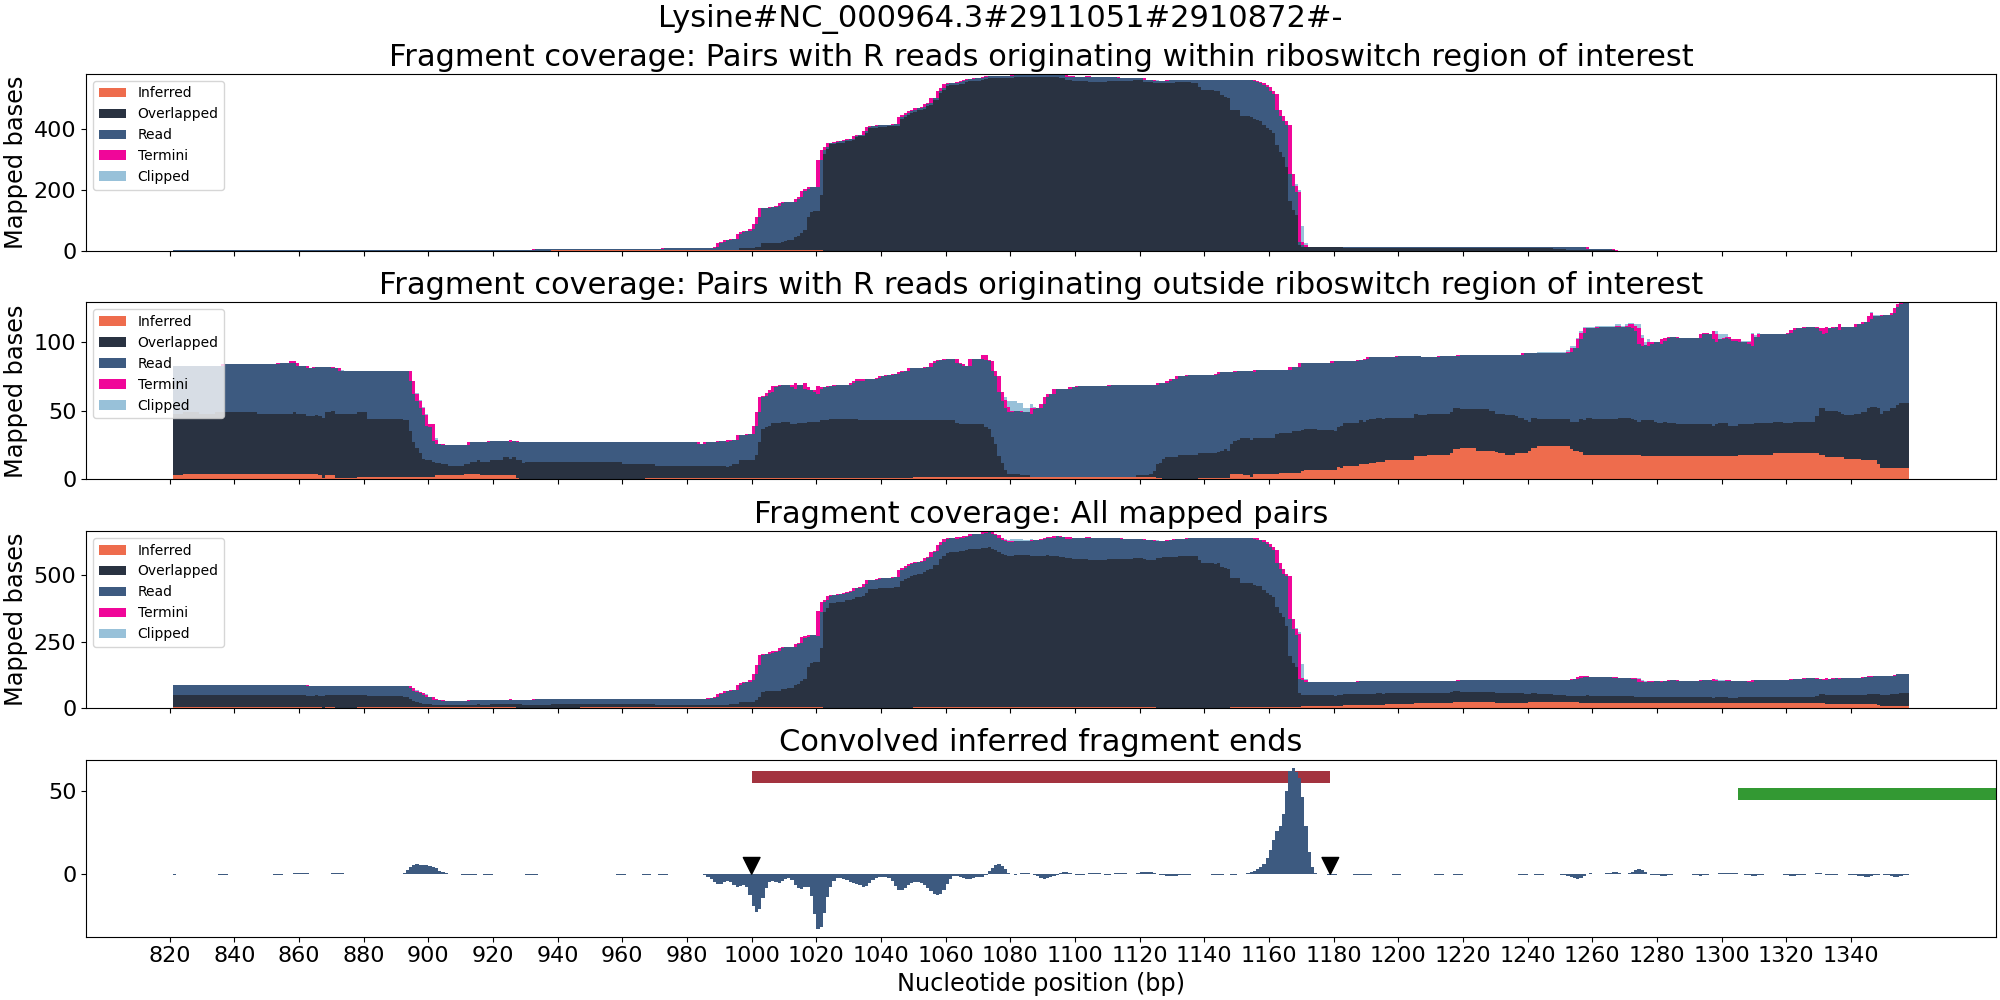 Lysine#NC_000964.3#2911051#2910872#-
Fragment coverage: Pairs with R reads originating within riboswitch region of interest
Mapped bases
400
200
0
Inferred
Overlapped
Read
Termini
Clipped
Fragment coverage: Pairs with R reads originating outside riboswitch region of interest
Mapped bases
100
50
0
Inferred
Overlapped
Read
Termini
Clipped
Fragment coverage: All mapped pairs
Mapped bases
500
250
0
Inferred
Overlapped
Read
Termini
Clipped
Convolved inferred fragment ends
50
0
820 840 860 880 900 920 940 960 980 1000 1020 1040 1060 1080 1100 1120 1140 1160 1180 1200 1220 1240 1260 1280 1300 1320 1340
Nucleotide position (bp)